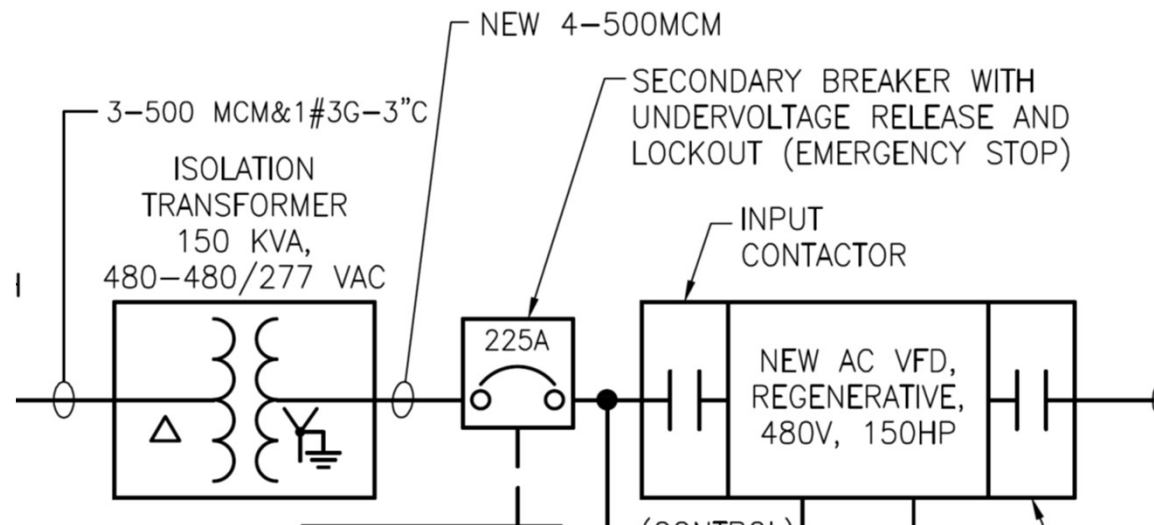 NEW 4-500MCM
SECONDARY BREAKER WITH
UNDERVOLTAGE RELEASE AND
LOCKOUT (EMERGENCY STOP)
3-500 MCM&1#3G-3"C
ISOLATION
TRANSFORMER
150 KVA,
480-480/277 VAC
INPUT
CONTACTOR
225A
NEW AC VFD,
REGENERATIVE,
480V, 150HP
(CONTROL)